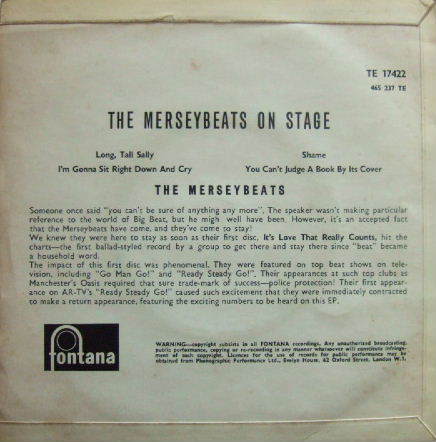 TE 17422
465 237 TE
THE MERSEYBEATS ON STAGE
Long, Tall Sally
Shame
I'm Gonna Sit Right Down And Cry
You Can't Judge A Book By Its Cover
THE MERSEYBEATS
Someone once said "you can't be sure of anything any more". The speaker wasn't making particular
reference to the world of Big Beat, but he migh well have been. However, it's an accepted fact
that the Merseybeats have come, and they've come to stay!
We knew they were here to stay as soon as their first disc, It's Love That Really Counts, hit the
charts—the first ballad-styled record by a group to get there and stay there since "beat" became
a household word.
The impact of this first disc was phenomenal. They were featured on top beat shows on tele-
vision, including "Go Man Go!" and "Ready Steady Go!". Their appearances at such top clubs as
Manchester's Oasis required that sure trade-mark of success—police protection! Their first appear-
ance on AR-TV's "Ready Steady Go!" caused such excitement that they were immediately contracted
to make a return appearance, featuring the exciting numbers to be heard on this EP.
fontana
WARNING—copyright subsists in all FONTANA recordings. Any unauthorized broadcasting,
public performance, copying or re-recording in any manner whatsoever will constitute infringe-
ment of such copyright. Licences for the use of records for public performance may be
obtained from Phonographic Performance Ltd., Evelyn House, 62 Oxford Street, London W.1.